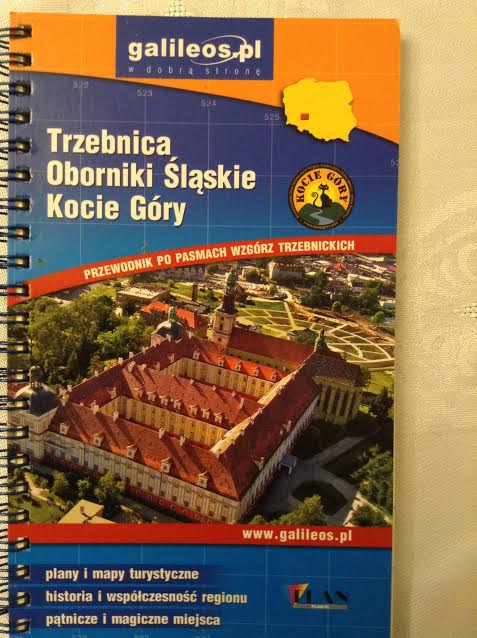 galileos.pl
w dobrą stronę
522
523
524
525
Trzebnica
Oborniki Śląskie
Kocie Góry
KOCIE GÓRY
PRZEWODNIK PO PASMACH WZGÓRZ TRZEBNICKICH
www.galileos.pl
plany i mapy turystyczne
historia i współczesność regionu
pątnicze i magiczne miejsca
PLAN